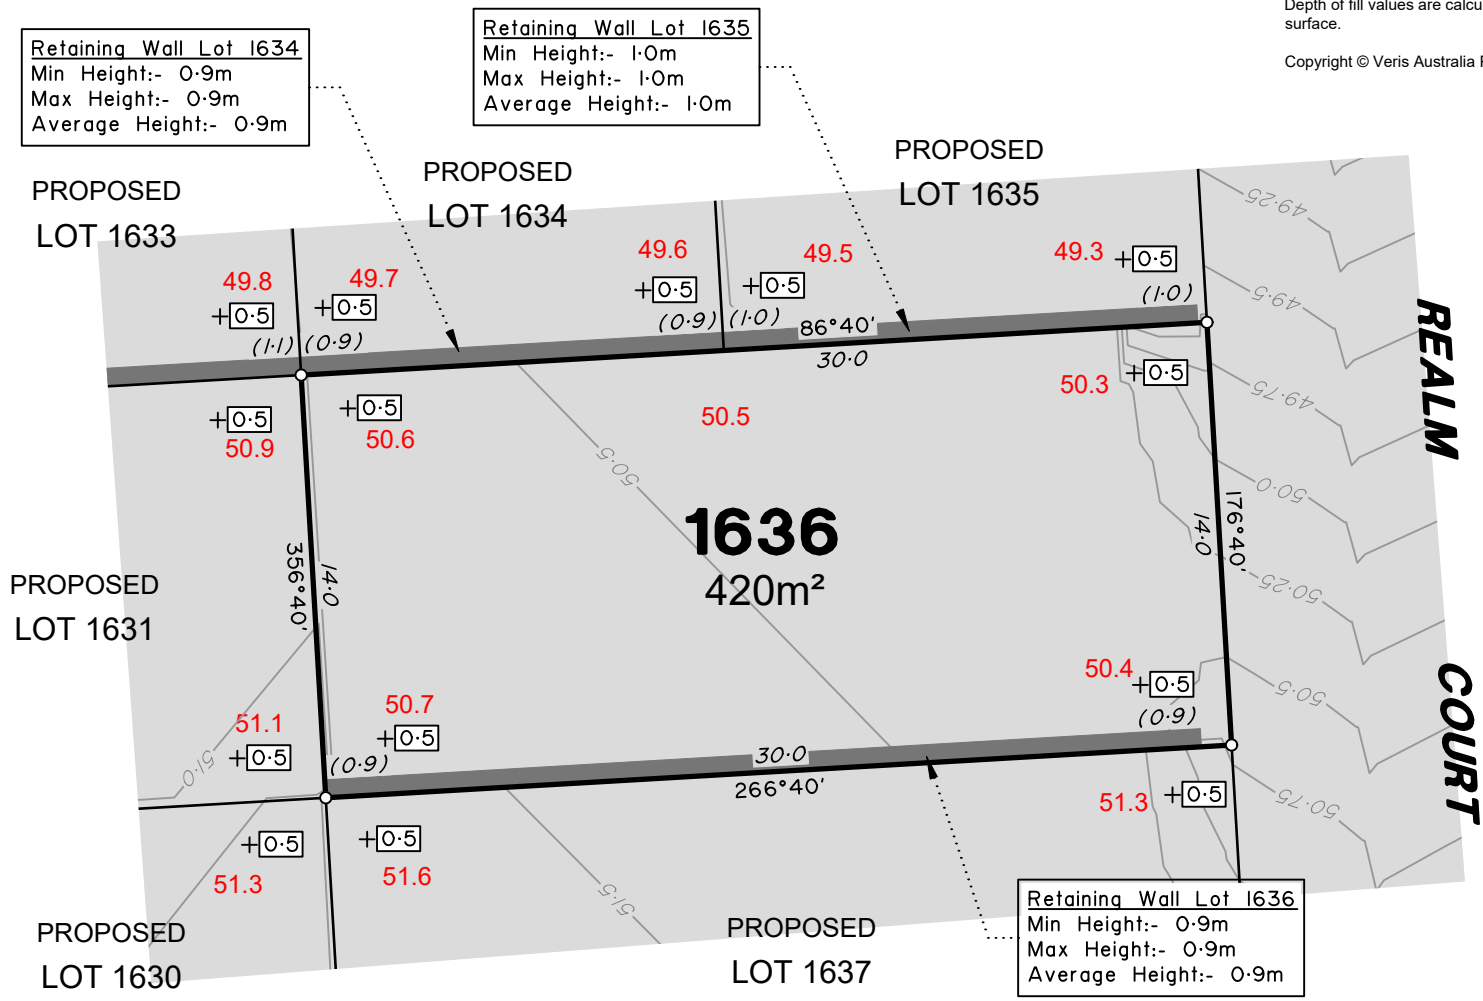 Depth of fill values are calcu
surface.
Copyright © Veris Australia P
Retaining Wall Lot 1634
Min Height:- 0·9m
Max Height:- 0·9m
Average Height:- 0·9m
Retaining Wall Lot 1635
Min Height:- 1·0m
Max Height:- 1·0m
Average Height:- 1·0m
PROPOSED
LOT 1633
PROPOSED
LOT 1634
PROPOSED
LOT 1635
49·25
49.8
49.7
49.6
49.5
49.3
+0·5
+0·5
+0·5
+0·5
+0·5
49·5
(1·1)
(0·9)
(0·9)
(1·0)
(1·0)
86°40'
30·0
REALM
+0·5
50.9
+0·5
50.6
50.5
50.3
+0·5
49·75
50·5
50·0
1636
420m²
356°40'
14·0
14·0
176°40'
50·25
PROPOSED
LOT 1631
51.1
+0·5
51·0
50.7
+0·5
(0·9)
50.4
+0·5
(0·9)
50·5
COURT
30·0
266°40'
51.3
+0·5
50·75
+0·5
51.3
+0·5
51.6
51·5
PROPOSED
LOT 1630
PROPOSED
LOT 1637
Retaining Wall Lot 1636
Min Height:- 0·9m
Max Height:- 0·9m
Average Height:- 0·9m